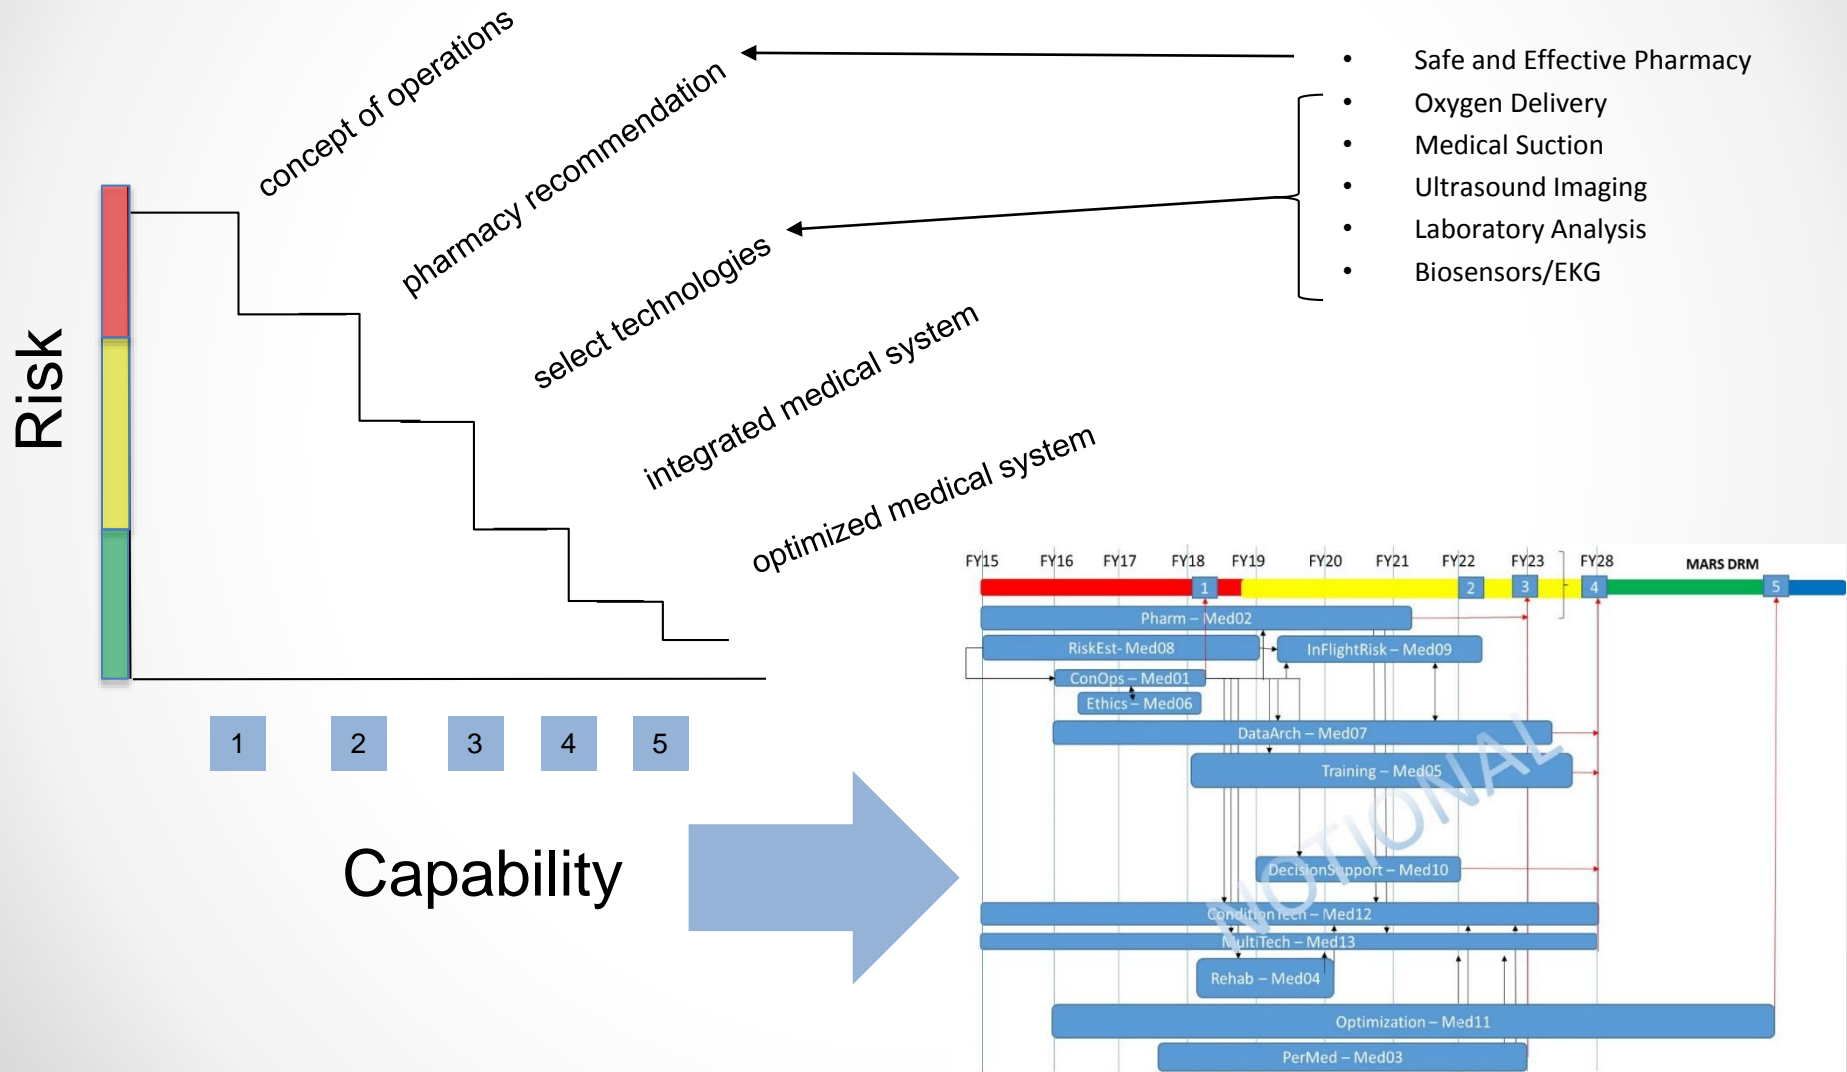 concept of operations
pharmacy recommendation
select technologies
integrated medical system
optimized medical system
• Safe and Effective Pharmacy
• Oxygen Delivery
• Medical Suction
• Ultrasound Imaging
• Laboratory Analysis
• Biosensors/EKG
Risk
1 2 3 4 5
Capability
FY15 FY16 FY17 FY18 FY19 FY20 FY21 FY22 FY23 FY28 MARS DRM
1 2 3 4 5
Pharm – Med02
RiskEst- Med08
InFlightRisk – Med09
ConOps – Med01
Ethics – Med06
DataArch – Med07
Training – Med05
NOTIONAL
DecisionSupport – Med10
ConditionTech – Med12
MultiTech – Med13
Rehab – Med04
Optimization – Med11
PerMed – Med03